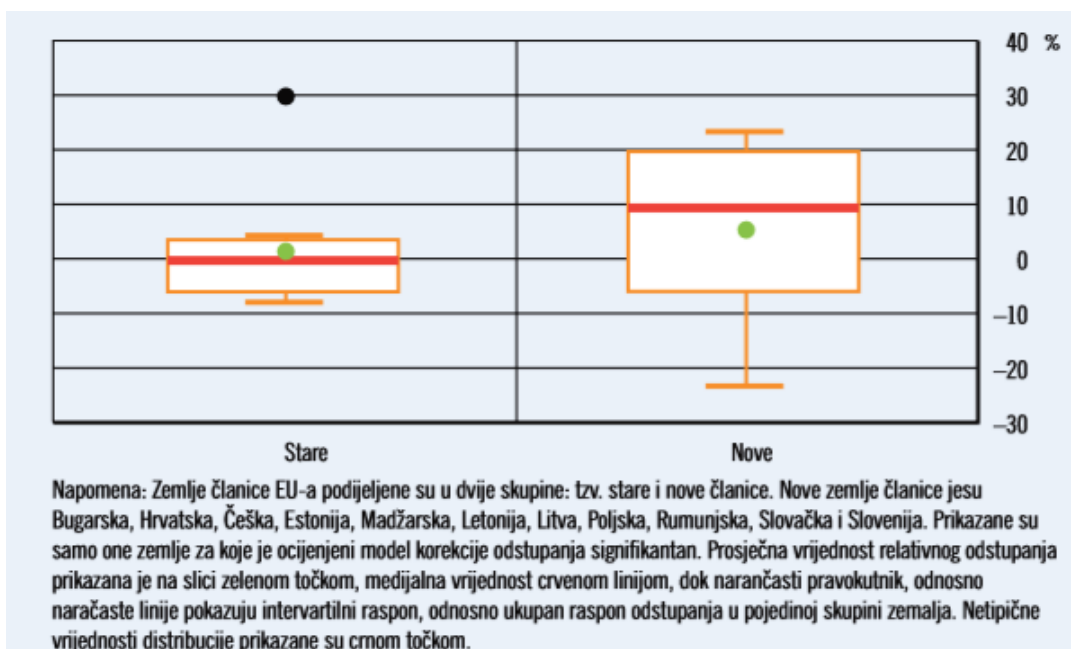 40 %
30
20
10
0
–10
–20
–30
Stare Nove
Napomena: Zemlje članice EU-a podijeljene su u dvije skupine: tzv. stare i nove članice. Nove zemlje članice jesu
Bugarska, Hrvatska, Češka, Estonija, Madžarska, Letonija, Litva, Poljska, Rumunjska, Slovačka i Slovenija. Prikazane su
samo one zemlje za koje je ocijenjeni model korekcije odstupanja signifikantan. Prosječna vrijednost relativnog odstupanja
prikazana je na slici zelenom točkom, medijalna vrijednost crvenom linijom, dok narančasti pravokutnik, odnosno
naračaste linije pokazuju intervartilni raspon, odnosno ukupan raspon odstupanja u pojedinoj skupini zemalja. Netipične
vrijednosti distribucije prikazane su crnom točkom.